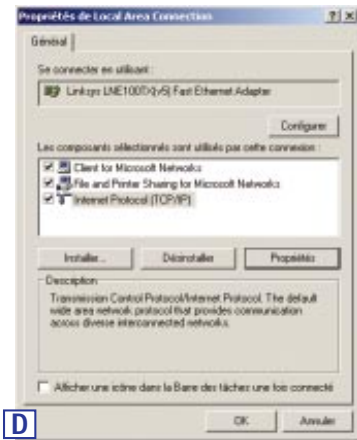 Propriétés de Local Area Connection
Général
Se connecter en utilisant :
Linksys LNE100TX(v5) Fast Ethernet Adapter
Configurer
Les composants sélectionnés sont utilisés par cette connexion :
Client for Microsoft Networks
File and Printer Sharing for Microsoft Networks
Internet Protocol (TCP/IP)
Installer...
Désinstaller
Propriétés
Description
Transmission Control Protocol/Internet Protocol. The default
wide area network protocol that provides communication
across diverse interconnected networks.
Afficher une icône dans la Barre des tâches une fois connecté
OK
Annuler
D